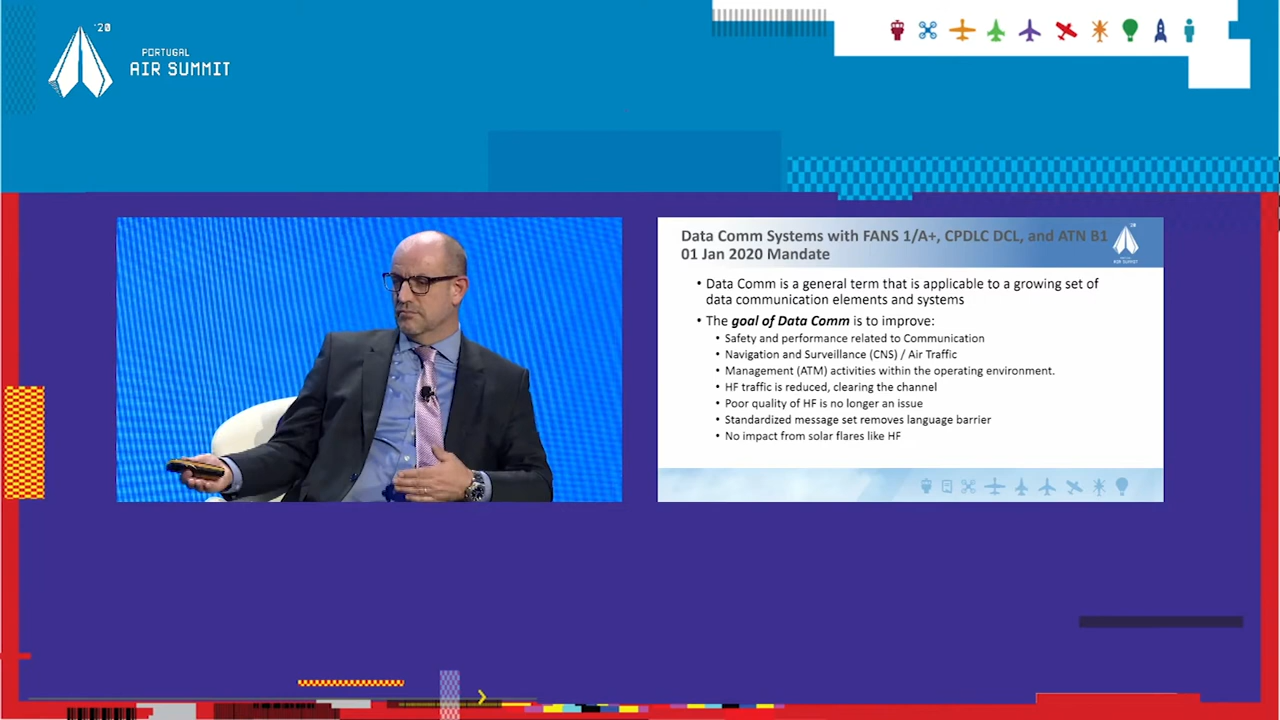 '20
PORTUGAL
AIR SUMMIT
Data Comm Systems with FANS 1/A+, CPDLC DCL, and ATN B1
01 Jan 2020 Mandate
'20
AIR SUMMIT
• Data Comm is a general term that is applicable to a growing set of
data communication elements and systems
• The goal of Data Comm is to improve:
• Safety and performance related to Communication
• Navigation and Surveillance (CNS) / Air Traffic
• Management (ATM) activities within the operating environment.
• HF traffic is reduced, clearing the channel
• Poor quality of HF is no longer an issue
• Standardized message set removes language barrier
• No impact from solar flares like HF